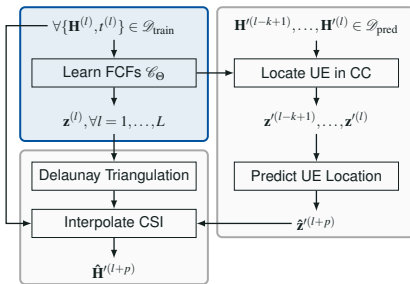 ∀{𝐇^(l), t^(l)} ∈ 𝒟_train
Learn FCFs 𝒞_Θ
𝐳^(l), ∀l = 1,…,L
Delaunay Triangulation
Interpolate CSI
𝐇̂′^(l+p)
𝐇′^(l−k+1),…,𝐇′^(l) ∈ 𝒟_pred
Locate UE in CC
𝐳′^(l−k+1),…,𝐳′^(l)
Predict UE Location
𝐳̂′^(l+p)